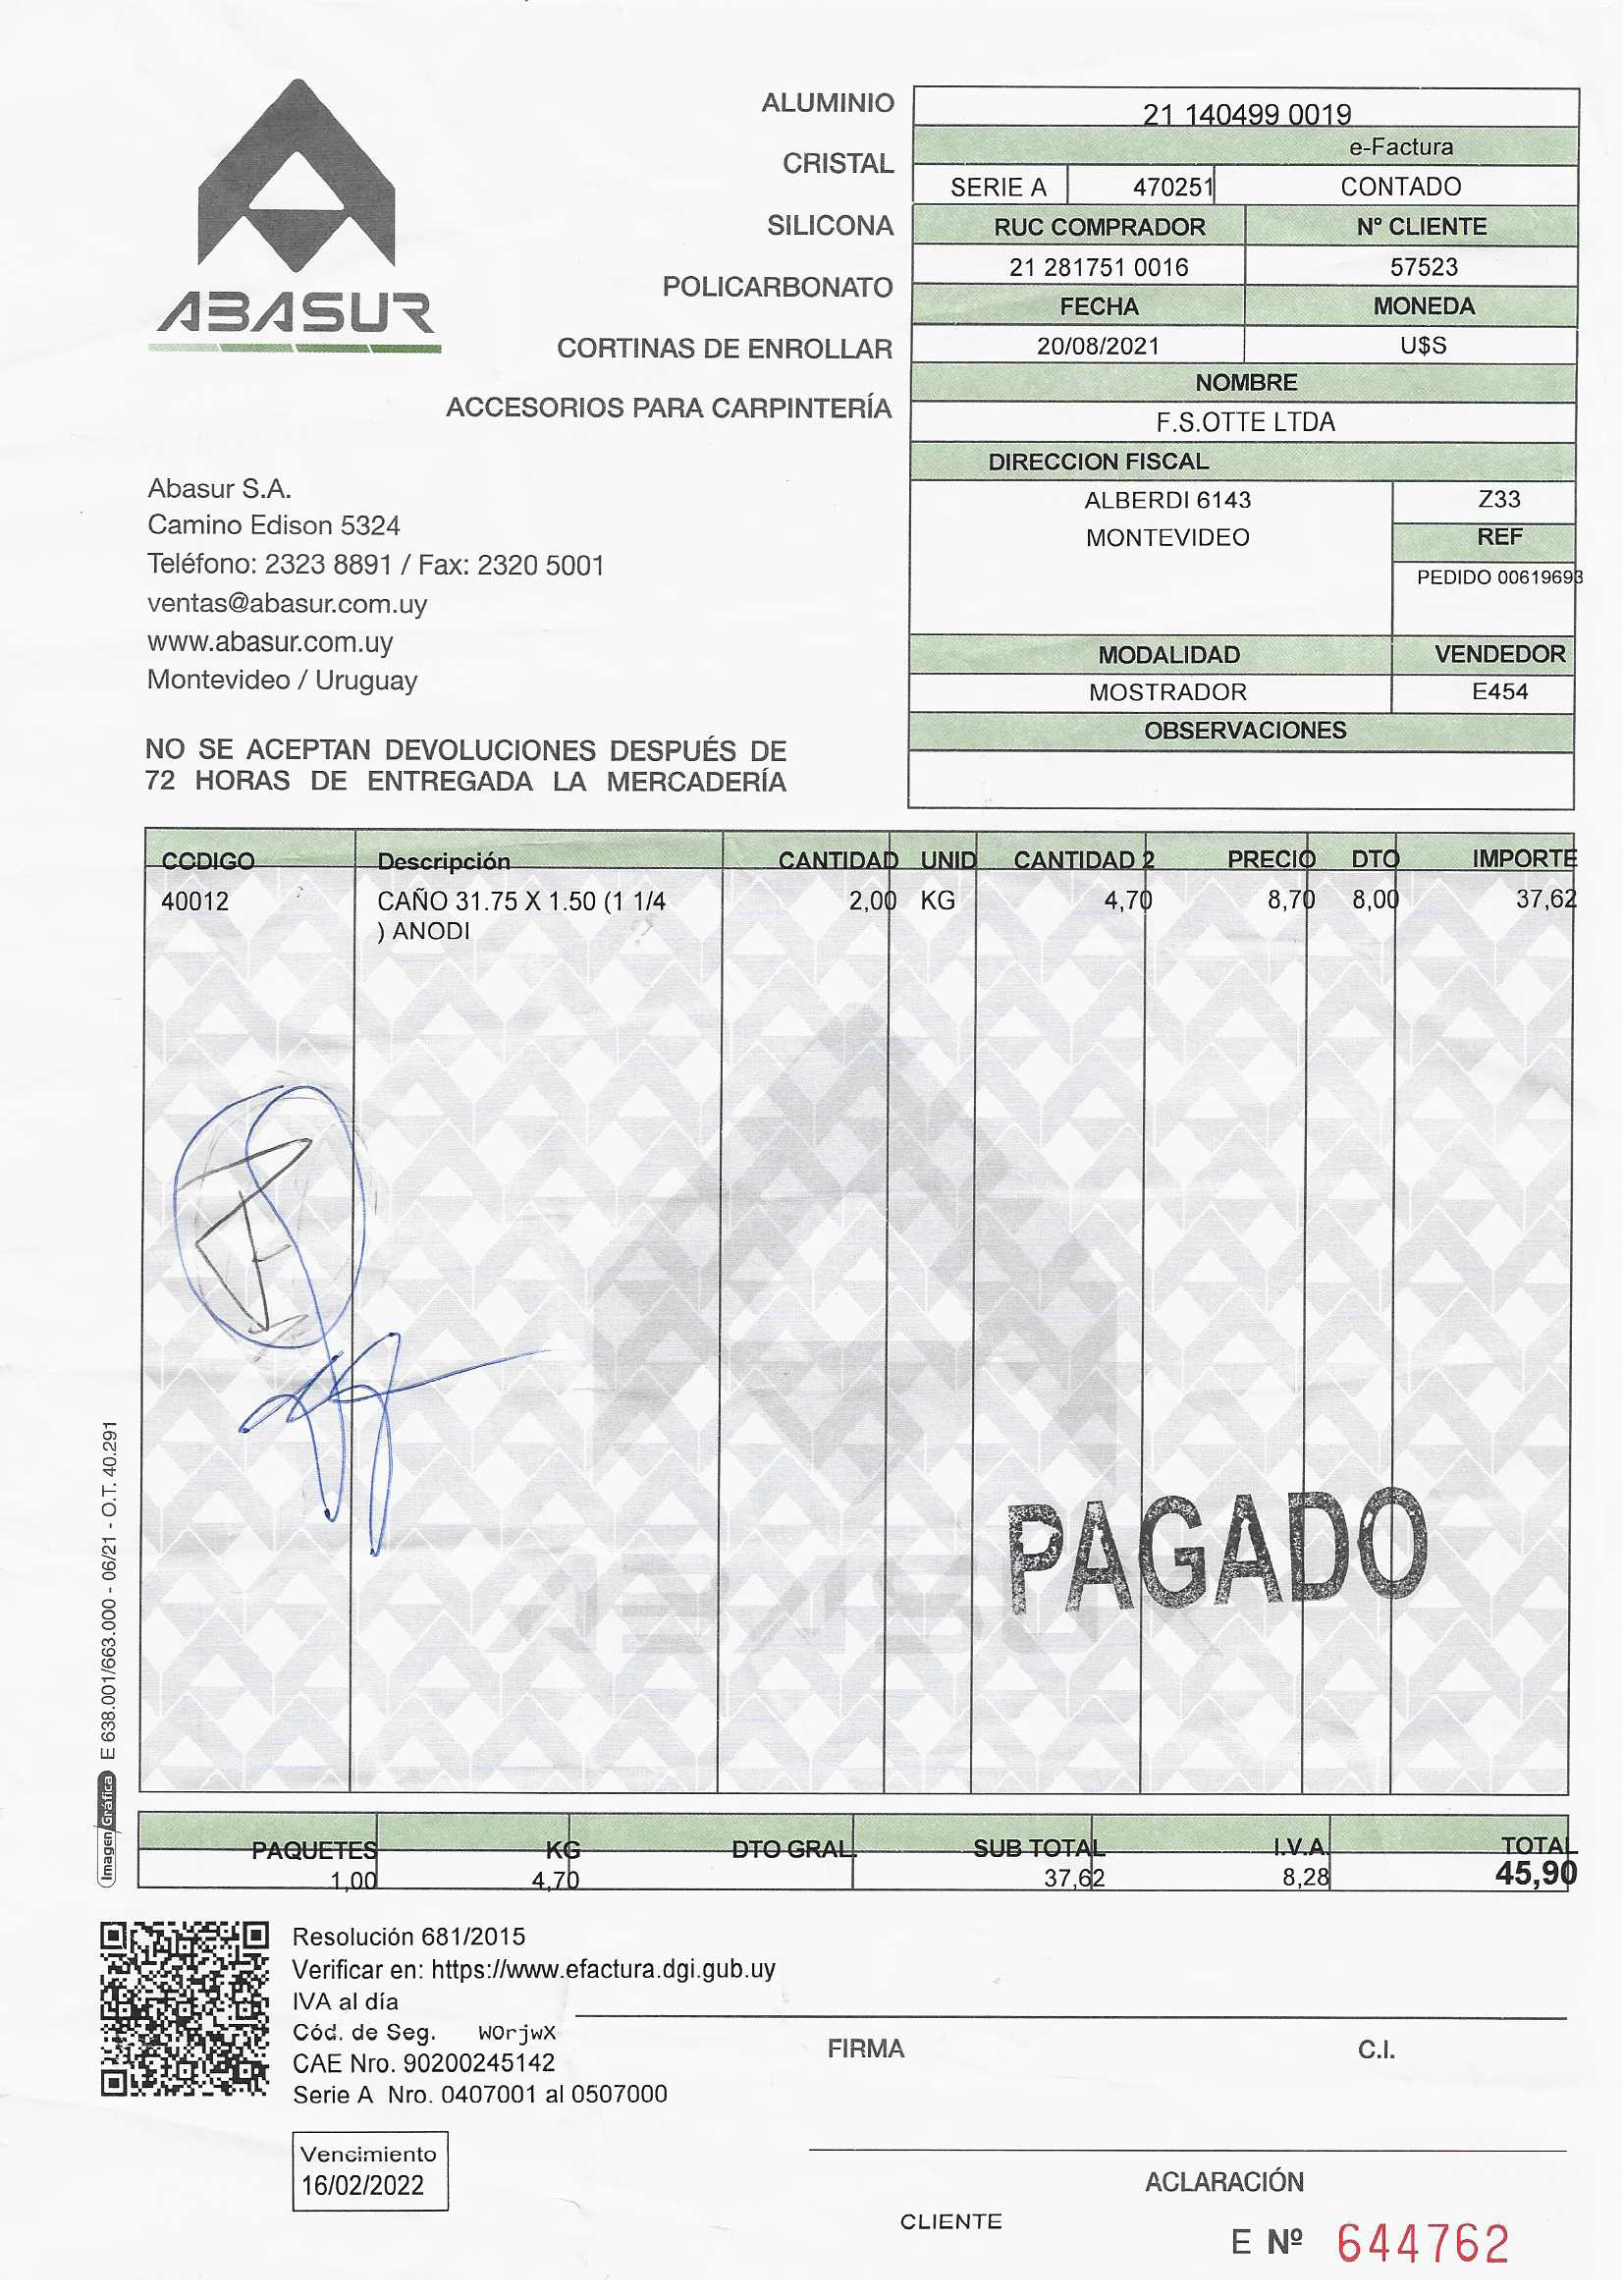 ABASUR
ALUMINIO
CRISTAL
SILICONA
POLICARBONATO
CORTINAS DE ENROLLAR
ACCESORIOS PARA CARPINTERÍA
Abasur S.A.
Camino Edison 5324
Teléfono: 2323 8891 / Fax: 2320 5001
ventas@abasur.com.uy
www.abasur.com.uy
Montevideo / Uruguay
NO SE ACEPTAN DEVOLUCIONES DESPUÉS DE
72 HORAS DE ENTREGADA LA MERCADERÍA
21 140499 0019
e-Factura
SERIE A 470251 CONTADO
RUC COMPRADOR Nº CLIENTE
21 281751 0016 57523
FECHA MONEDA
20/08/2021 U$S
NOMBRE
F.S.OTTE LTDA
DIRECCION FISCAL
ALBERDI 6143 Z33
MONTEVIDEO REF
PEDIDO 00619693
MODALIDAD VENDEDOR
MOSTRADOR E454
OBSERVACIONES
CODIGO Descripción CANTIDAD UNID CANTIDAD 2 PRECIO DTO IMPORTE
40012 CAÑO 31.75 X 1.50 (1 1/4 2,00 KG 4,70 8,70 8,00 37,62
) ANODI
PAGADO
ABASUR
PAQUETES KG DTO GRAL SUB TOTAL I.V.A. TOTAL
1,00 4,70 37,62 8,28 45,90
Imagen Gráfica E 638.001/663.000 - 06/21 - O.T. 40.291
Resolución 681/2015
Verificar en: https://www.efactura.dgi.gub.uy
IVA al día
Cód. de Seg. WOrjwX
CAE Nro. 90200245142
Serie A Nro. 0407001 al 0507000
FIRMA C.I.
Vencimiento
16/02/2022
ACLARACIÓN
CLIENTE
E Nº 644762